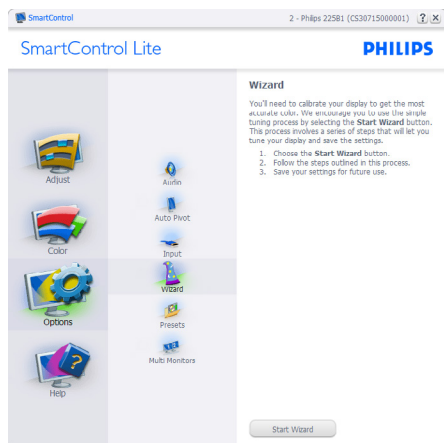 SmartControl
2 - Philips 225B1 (CS30715000001)
SmartControl Lite
PHILIPS
Adjust
Color
Options
Help
Audio
Auto Pivot
Input
Wizard
Presets
Multi Monitors
Wizard
You'll need to calibrate your display to get the most
accurate color. We encourage you to use the simple
tuning process by selecting the Start Wizard button.
This process involves a series of steps that will let you
tune your display and save the settings.
1. Choose the Start Wizard button.
2. Follow the steps outlined in this process.
3. Save your settings for future use.
Start Wizard